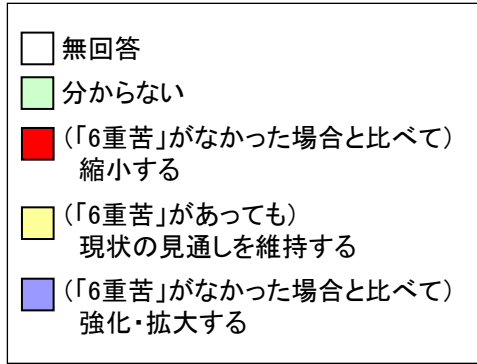 無回答
分からない
(「6重苦」がなかった場合と比べて)
縮小する
(「6重苦」があっても)
現状の見通しを維持する
(「6重苦」がなかった場合と比べて)
強化・拡大する